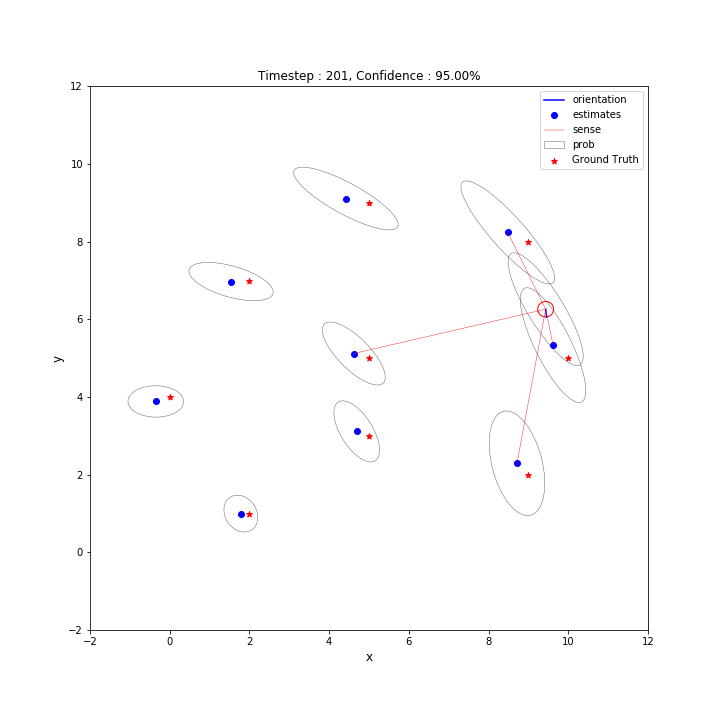 Timestep : 201, Confidence : 95.00%
orientation
estimates
sense
prob
Ground Truth
12
10
8
6
4
2
0
−2
y
−2 0 2 4 6 8 10 12
x